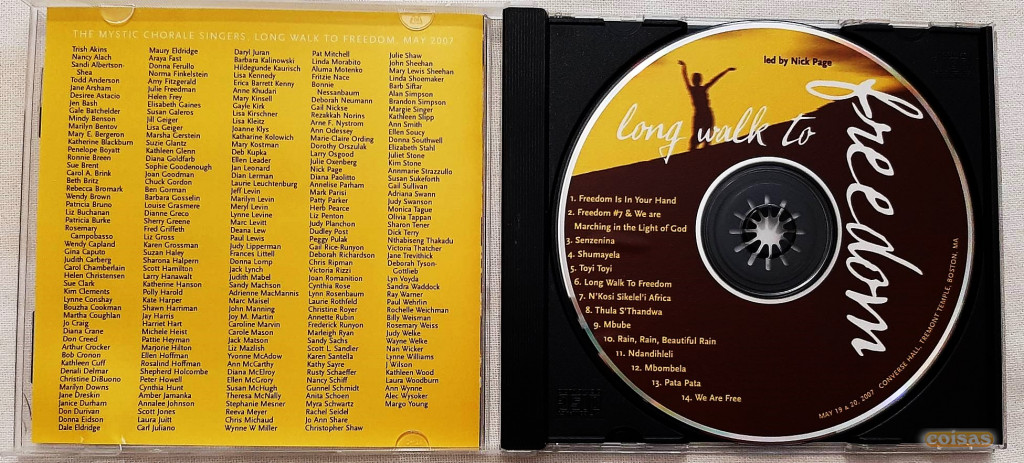 THE MYSTIC CHORALE SINGERS, LONG WALK TO FREEDOM, MAY 2007
Trish Akins
Nancy Alach
Sandi Albertson-
Shea
Todd Anderson
Jane Arsham
Desiree Astacio
Jen Bash
Gale Batchelder
Mindy Benson
Marilyn Bentov
Mary E. Bergeron
Katherine Blackburn
Penelope Boyatt
Ronnie Breen
Sue Brent
Carol A. Brink
Beth Britz
Rebecca Bromark
Wendy Brown
Patricia Bruno
Liz Buchanan
Patricia Burke
Rosemary
Campobasso
Wendy Capland
Gina Caputo
Judith Carberg
Carol Chamberlain
Helen Christensen
Sue Clark
Kim Clements
Lynne Conshay
Bouzha Cookman
Martha Coughlan
Jo Craig
Diana Crane
Don Creed
Arthur Crocker
Bob Cronon
Kathleen Cuff
Denali Delmar
Christine DiBuono
Marilyn Downs
Jane Dreskin
Janice Durham
Don Durivan
Donna Eidson
Dale Eldridge
Maury Eldridge
Araya Fast
Donna Ferullo
Norma Finkelstein
Amy Fitzgerald
Julie Freedman
Helen Frey
Elisabeth Gaines
Susan Galeros
Jill Geiger
Lisa Geiger
Marsha Gerstein
Suzie Glantz
Kathleen Glenn
Diana Goldfarb
Sophie Goodenough
Joan Goodman
Chuck Gordon
Ben Gorman
Barbara Gosselin
Louise Grasmere
Dianne Greco
Sherry Greene
Fred Griffeth
Liz Gross
Karen Grossman
Suzan Haley
Sharona Halpern
Scott Hamilton
Larry Hanawalt
Katherine Hanson
Polly Harold
Kate Harper
Shawn Harriman
Jay Harris
Harriet Hart
Michele Heist
Pattie Heyman
Marjorie Hilton
Ellen Hoffman
Rosalind Hoffman
Shepherd Holcombe
Peter Howell
Cynthia Hunt
Amber Jamanka
Annalee Johnson
Scott Jones
Laura Juitt
Carl Juliano
Daryl Juran
Barbara Kalinowski
Hildegunde Kaurisch
Lisa Kennedy
Erica Barrett Kenny
Anne Khudari
Mary Kinsell
Gayle Kirk
Lisa Kirschner
Lisa Kleitz
Joanne Klys
Katharine Kolowich
Mary Kostman
Deb Kupka
Ellen Leader
Jan Leonard
Dian Lerman
Laurie Leuchtenburg
Jeff Levin
Marilyn Levin
Meryl Levin
Lynne Levine
Marc Levitt
Deana Lew
Paul Lewis
Judy Lipperman
Frances Littell
Donna Lomp
Jack Lynch
Judith Mabel
Sandy Machson
Adrienne MacMannis
Marc Maisel
John Manning
Joy M. Martin
Caroline Marvin
Carole Mason
Jack Matson
Liz Mazlish
Yvonne McAdow
Ann McCarthy
Diana McElroy
Ellen McGrory
Susan McHugh
Theresa McNally
Stephanie Mesner
Reeva Meyer
Chris Michaud
Wynne W Miller
Pat Mitchell
Linda Morabito
Aluma Motenko
Fritzie Nace
Bonnie
Nessanbaum
Deborah Neumann
Gail Nickse
Rezakkah Norins
Arne F. Nystrom
Ann Odessey
Marie-Claire Ording
Dorothy Orszulak
Larry Osgood
Julie Oxenberg
Nick Page
Diana Paolitto
Annelise Parham
Mark Parisi
Patty Parker
Herb Pearce
Liz Penton
Judy Planchon
Dudley Post
Peggy Pulak
Gail Rice-Runyon
Deborah Richardson
Chris Ripman
Victoria Rizzi
Joan Romanition
Cynthia Rose
Lynn Rosenbaum
Laurie Rothfeld
Christine Royer
Annette Rubin
Frederick Runyon
Marleigh Ryan
Sandy Sachs
Scott L. Sandler
Karen Santella
Kathy Sayre
Rusty Schaeffer
Nancy Schiff
Gunnel Schmidt
Anita Schoen
Myra Schwartz
Rachel Seidel
Jo Ann Share
Christopher Shaw
Julie Shaw
John Sheehan
Mary Lewis Sheehan
Linda Shoemaker
Barb Siftar
Alan Simpson
Brandon Simpson
Margie Singer
Kathleen Slipp
Ann Smith
Ellen Soucy
Donna Southwell
Elizabeth Stahl
Juliet Stone
Kim Stone
Annmarie Strazzullo
Susan Sukeforth
Gail Sullivan
Adriana Swann
Judy Swanson
Monica Tague
Olivia Tappan
Sharon Tener
Dick Terry
Nthabiseng Thakadu
Victoria Thatcher
Jane Trevithick
Deborah Tyson-
Gottlieb
Lyn Voyda
Sandra Waddock
Ray Warner
Paul Wehrlin
Rochelle Weichman
Billy Weisman
Rosemary Weiss
Judy Welke
Wayne Welke
Nan Wicker
Lynne Williams
J Wilson
Kathleen Wood
Laura Woodburn
Ann Wynne
Alec Wysoker
Margo Young
led by Nick Page
long walk to
freedom
1. Freedom Is In Your Hand
2. Freedom #7 & We are
Marching in the Light of God
3. Senzenina
4. Shumayela
5. Toyi Toyi
6. Long Walk To Freedom
7. N'Kosi Sikelel'i Africa
8. Thula S'Thandwa
9. Mbube
10. Rain, Rain, Beautiful Rain
11. Ndandihleli
12. Mbombela
13. Pata Pata
14. We Are Free
MAY 19 & 20, 2007 CONVERSE HALL, TREMONT TEMPLE, BOSTON, MA
coisas